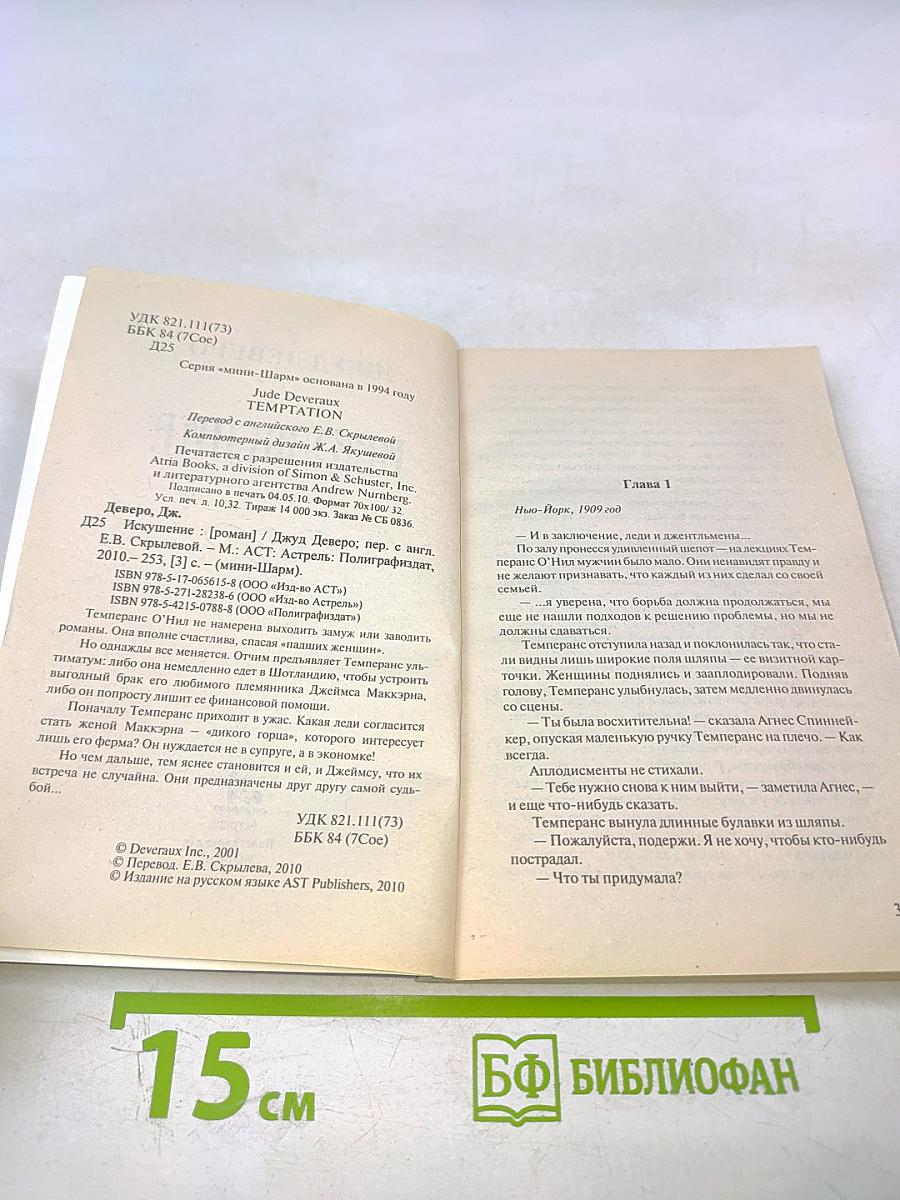 УДК 821.111(73)
ББК 84 (7Сое)
Д25
Серия «мини-Шарм» основана в 1994 году
Jude Deveraux
TEMPTATION
Перевод с английского Е.В. Скрылевой
Компьютерный дизайн Ж.А. Якушевой
Печатается с разрешения издательства
Atria Books, a division of Simon & Schuster, Inc.
и литературного агентства Andrew Nurnberg.
Подписано в печать 04.05.10. Формат 70x100/ 32.
Усл. печ. л. 10,32. Тираж 14 000 экз. Заказ № СБ 0836.
Деверо, Дж.
Д25 Искушение : [роман] / Джуд Деверо; пер. с англ.
Е.В. Скрылевой. – М.: АСТ: Астрель: Полиграфиздат,
2010.– 253, [3] с. – (мини-Шарм).
ISBN 978-5-17-065615-8 (ООО «Изд-во АСТ»)
ISBN 978-5-271-28238-6 (ООО «Изд-во Астрель»)
ISBN 978-5-4215-0788-8 (ООО «Полиграфиздат»)
Темперанс О’Нил не намерена выходить замуж или заводить
романы. Она вполне счастлива, спасая «падших женщин».
Но однажды все меняется. Отчим предъявляет Темперанс уль-
тиматум: либо она немедленно едет в Шотландию, чтобы устроить
выгодный брак его любимого племянника Джеймса Маккэрна,
либо он попросту лишит ее финансовой помощи.
Поначалу Темперанс приходит в ужас. Какая леди согласится
стать женой Маккэрна – «дикого горца», которого интересует
лишь его ферма? Он нуждается не в супруге, а в экономке!
Но чем дальше, тем яснее становится и ей, и Джеймсу, что их
встреча не случайна. Они предназначены друг другу самой судь-
бой...
УДК 821.111(73)
ББК 84 (7Сое)
© Deveraux Inc., 2001
© Перевод. Е.В. Скрылева, 2010
© Издание на русском языке AST Publishers, 2010
Глава 1
Нью-Йорк, 1909 год
— И в заключение, леди и джентльмены...
По залу пронесся удивленный шепот — на лекциях Тем-
перанс О’Нил мужчин было мало. Они ненавидят правду и
не желают признавать, что каждый из них сделал со своей
семьей.
— ...я уверена, что борьба должна продолжаться, мы
еще не нашли подходов к решению проблемы, но мы не
должны сдаваться.
Темперанс отступила назад и поклонилась так, что ста-
ли видны лишь широкие поля шляпы — ее визитной кар-
точки. Женщины поднялись и зааплодировали. Подняв
голову, Темперанс улыбнулась, затем медленно двинулась
со сцены.
— Ты была восхитительна! — сказала Агнес Спинней-
кер, опуская маленькую ручку Темперанс на плечо. — Как
всегда.
Аплодисменты не стихали.
— Тебе нужно снова к ним выйти, — заметила Агнес, —
и еще что-нибудь сказать.
Темперанс вынула длинные булавки из шляпы.
— Пожалуйста, подержи. Я не хочу, чтобы кто-нибудь
пострадал.
— Что ты придумала?
3
15 см
БФ БИБЛИОФАН